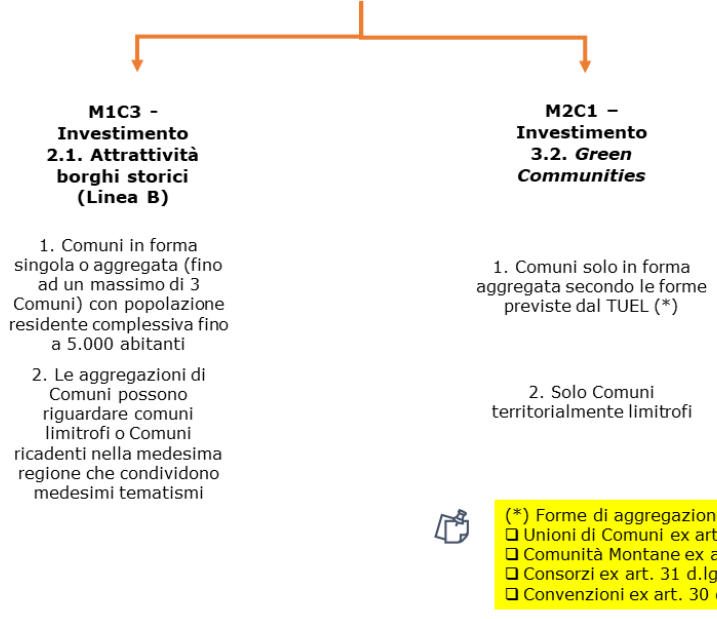 M1C3 -
Investimento
2.1. Attrattività
borghi storici
(Linea B)
1. Comuni in forma
singola o aggregata (fino
ad un massimo di 3
Comuni) con popolazione
residente complessiva fino
a 5.000 abitanti
2. Le aggregazioni di
Comuni possono
riguardare comuni
limitrofi o Comuni
ricadenti nella medesima
regione che condividono
medesimi tematismi
M2C1 –
Investimento
3.2. Green
Communities
1. Comuni solo in forma
aggregata secondo le forme
previste dal TUEL (*)
2. Solo Comuni
territorialmente limitrofi
(*) Forme di aggregazion
❑ Unioni di Comuni ex art
❑ Comunità Montane ex a
❑ Consorzi ex art. 31 d.lg
❑ Convenzioni ex art. 30